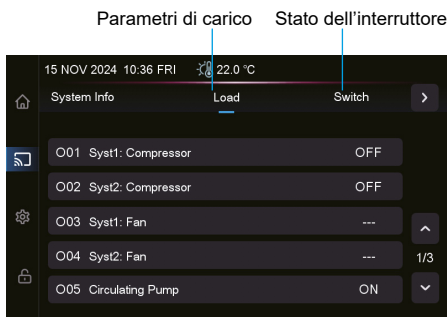 Parametri di carico Stato dell'interruttore
15 NOV 2024 10:36 FRI 22.0 ℃
System Info Load Switch
O01 Syst1: Compressor OFF
O02 Syst2: Compressor OFF
O03 Syst1: Fan ---
O04 Syst2: Fan ---
1/3
O05 Circulating Pump ON